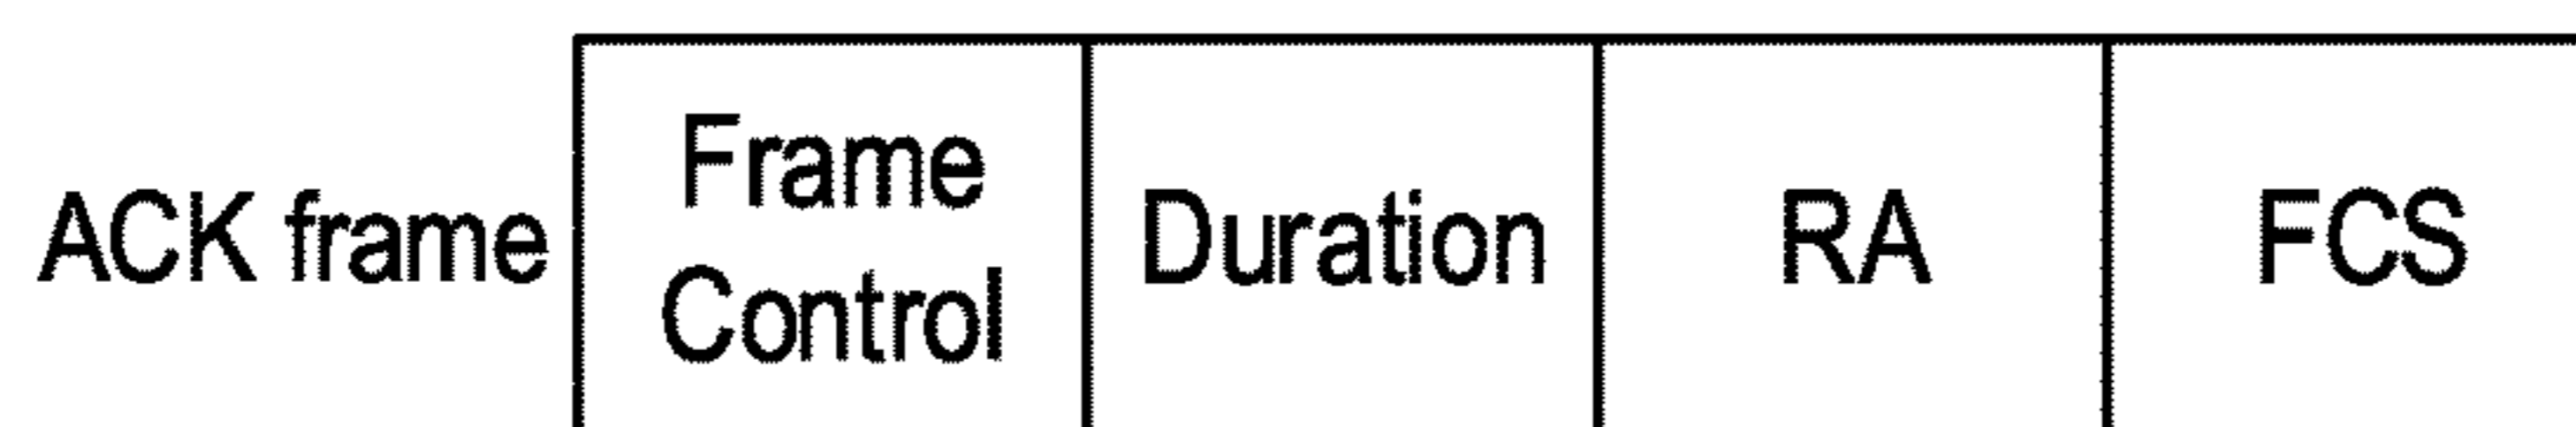 ACK frame
Frame
Control
Duration
RA
FCS